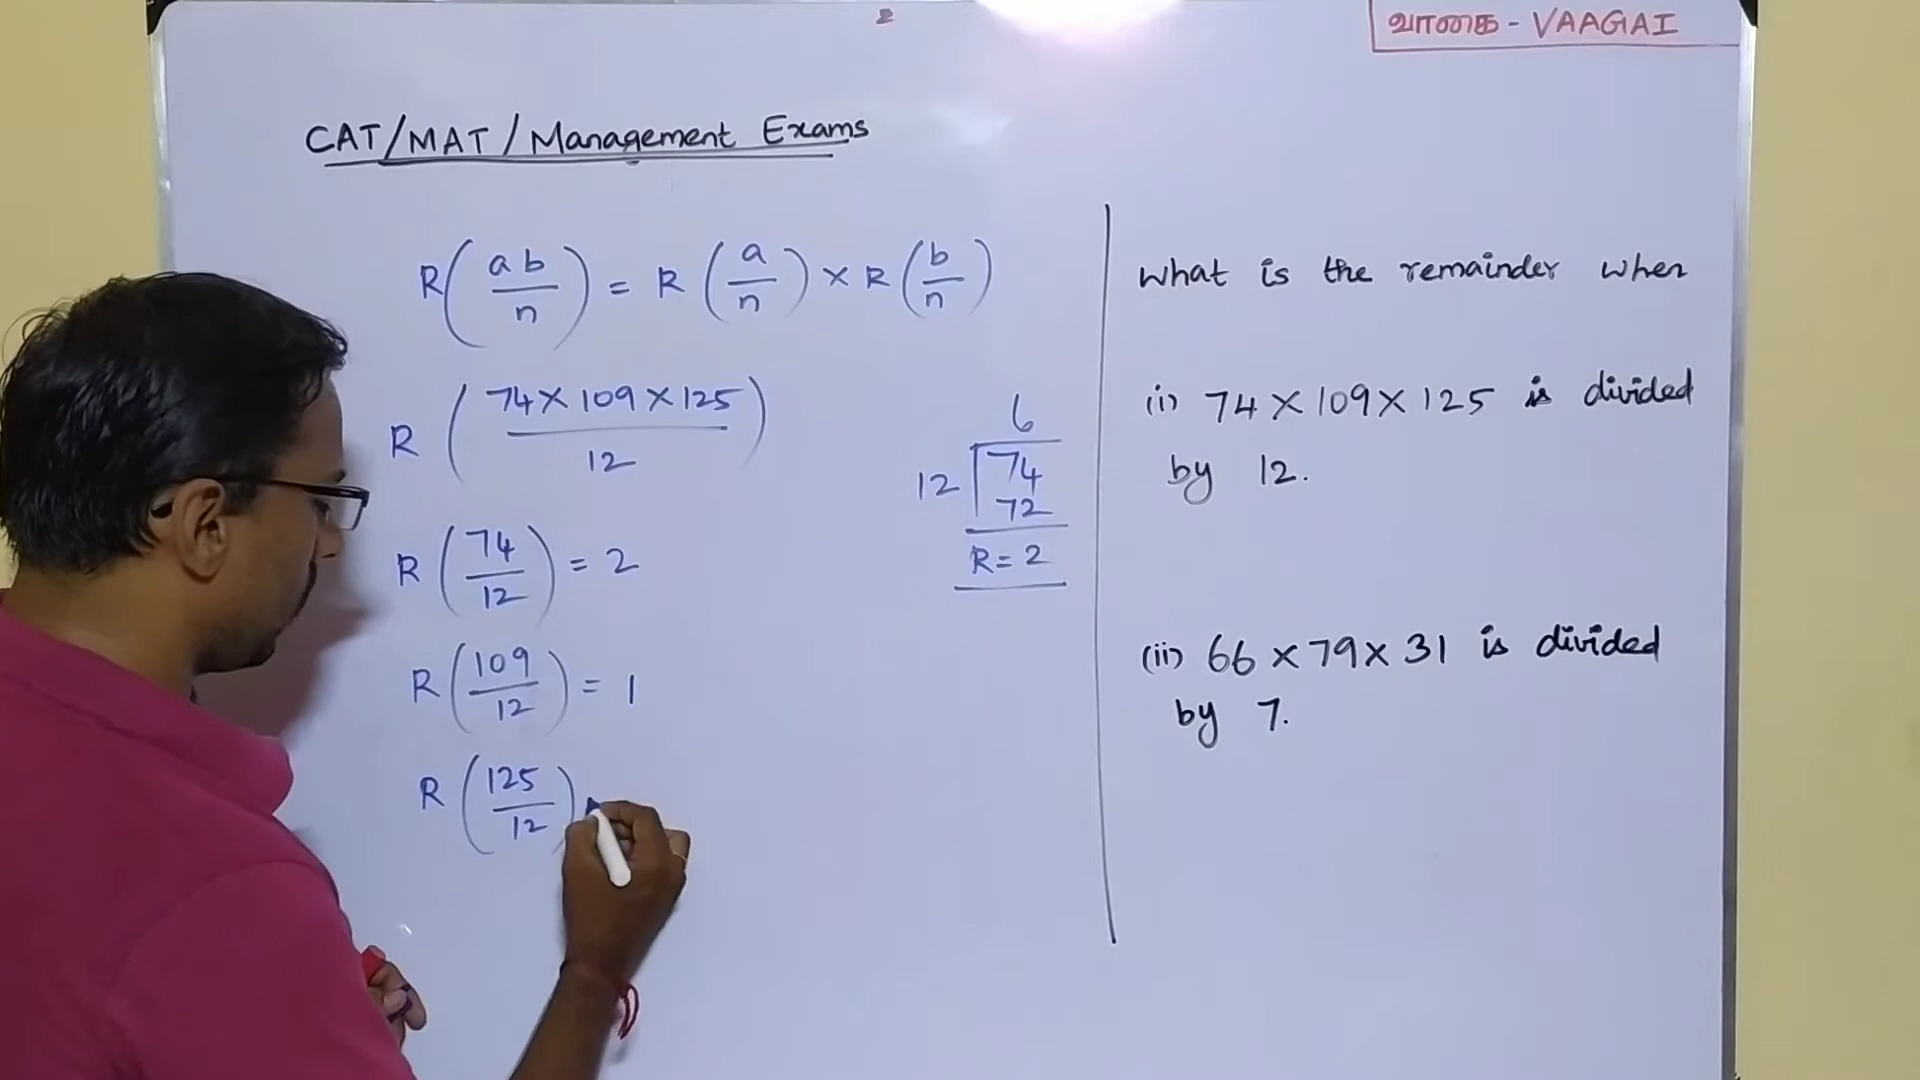 வாகை - VAAGAI
CAT/MAT/Management Exams
R(ab/n) = R(a/n) × R(b/n)
R(74×109×125/12)
R(74/12) = 2
R(109/12) = 1
R(125/12)
6
12 74
72
R=2
What is the remainder when
(i) 74×109×125 is divided
by 12.
(ii) 66×79×31 is divided
by 7.